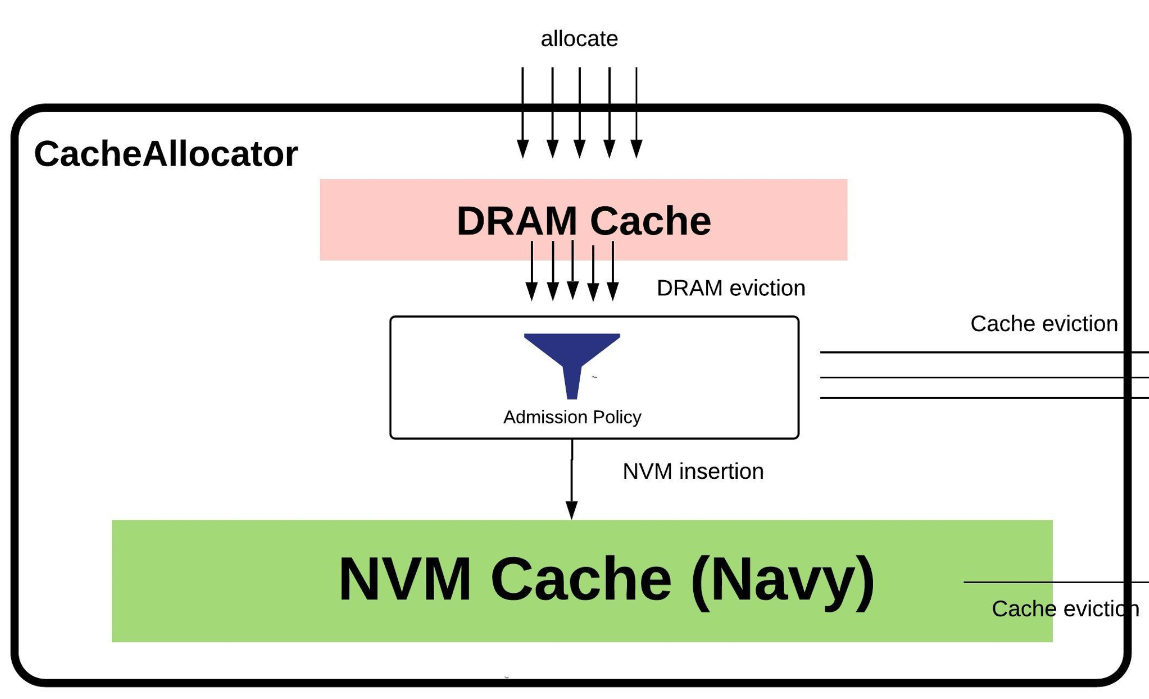 allocate
CacheAllocator
DRAM Cache
DRAM eviction
Cache eviction
Admission Policy
NVM insertion
NVM Cache (Navy)
Cache eviction